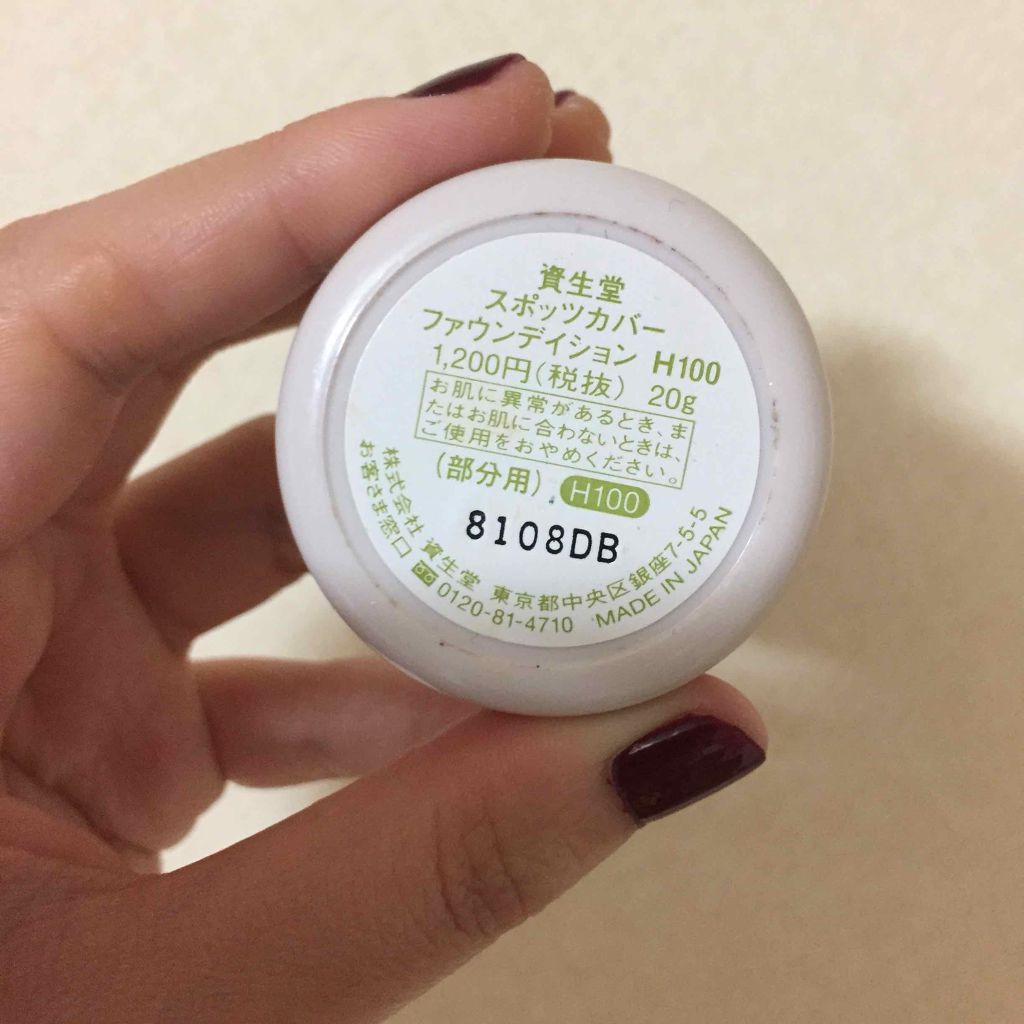 資生堂
スポッツカバー
ファウンデイション H100
1,200円(税抜) 20g
お肌に異常があるとき、ま
たはお肌に合わないときは、
ご使用をおやめください。
(部分用) H100
8108DB
株式会社 資生堂 東京都中央区銀座7-5-5
お客さま窓口 0120-81-4710 MADE IN JAPAN